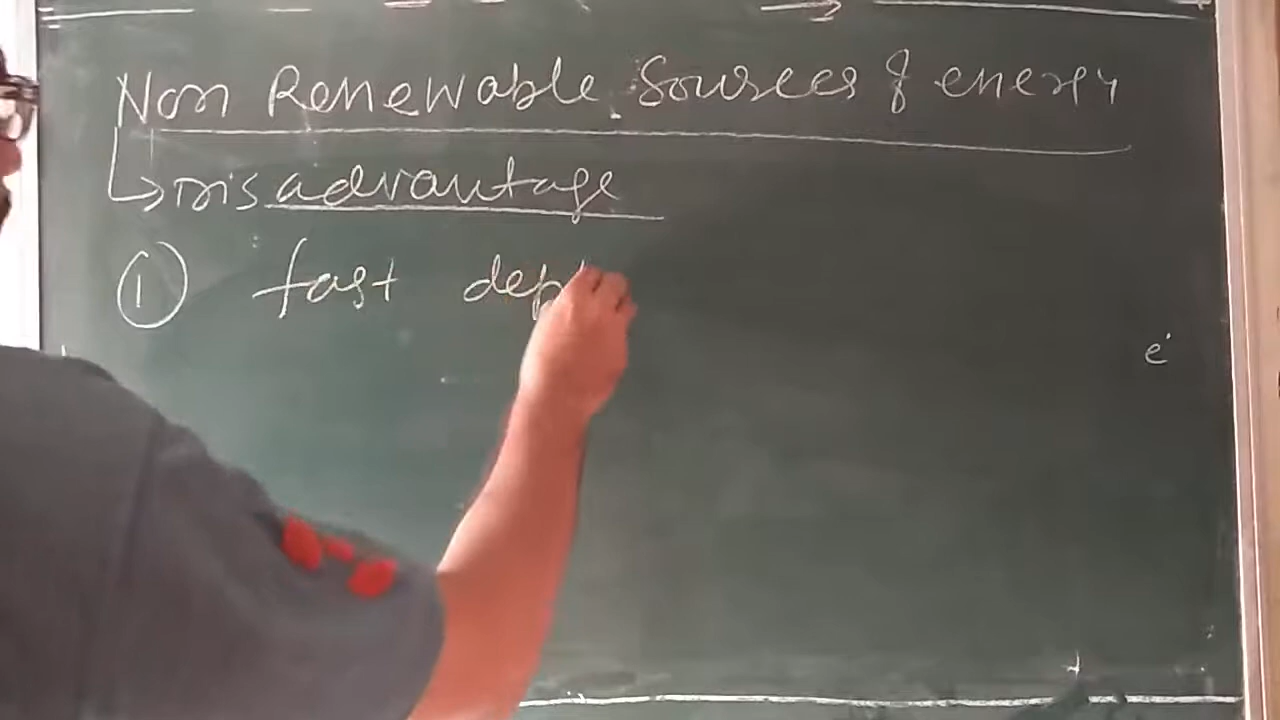 Non Renewable Sources of energy
Disadvantage
① fast dep
e